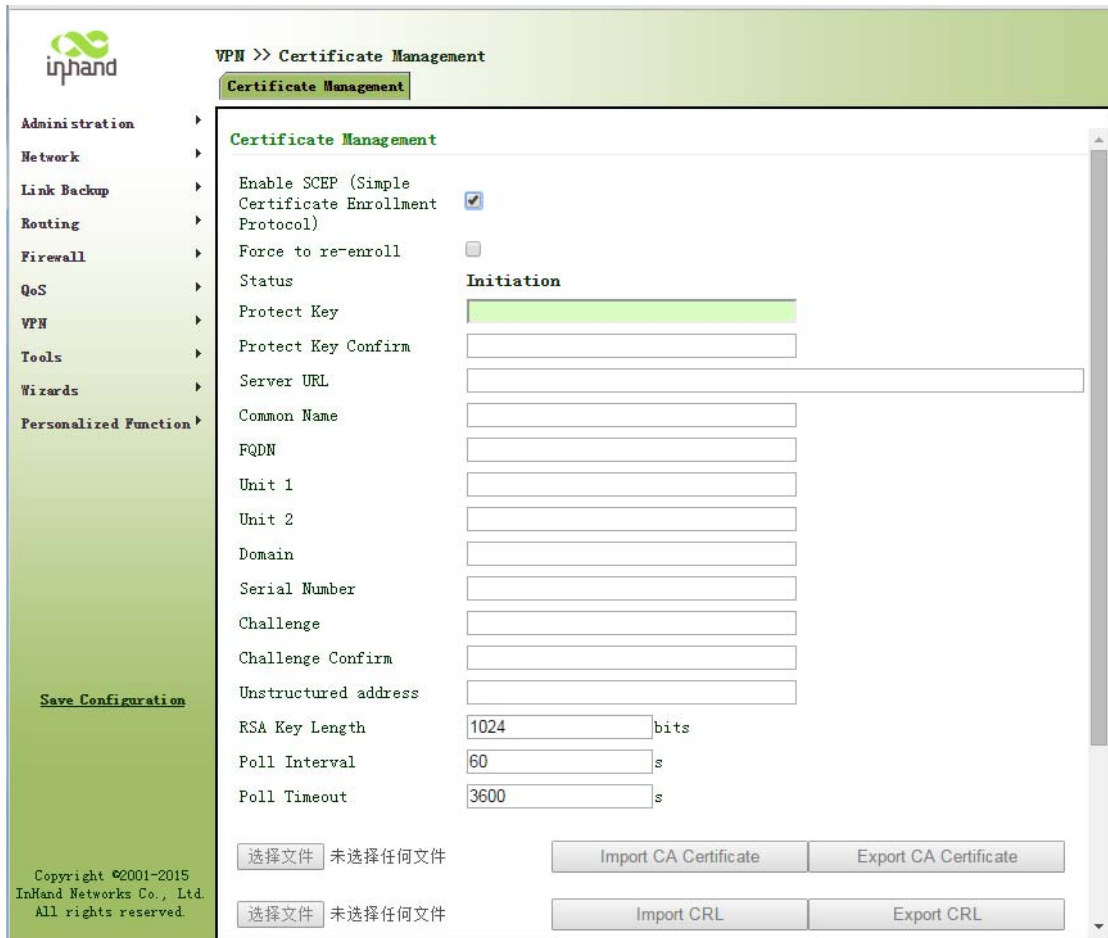 inhand
VPN >> Certificate Management
Certificate Management
Administration
Network
Link Backup
Routing
Firewall
QoS
VPN
Tools
Wizards
Personalized Function
Save Configuration
Copyright ©2001-2015
InHand Networks Co., Ltd.
All rights reserved.
Certificate Management
Enable SCEP (Simple
Certificate Enrollment
Protocol)
Force to re-enroll
Status Initiation
Protect Key
Protect Key Confirm
Server URL
Common Name
FQDN
Unit 1
Unit 2
Domain
Serial Number
Challenge
Challenge Confirm
Unstructured address
RSA Key Length 1024 bits
Poll Interval 60 s
Poll Timeout 3600 s
选择文件 未选择任何文件 Import CA Certificate Export CA Certificate
选择文件 未选择任何文件 Import CRL Export CRL